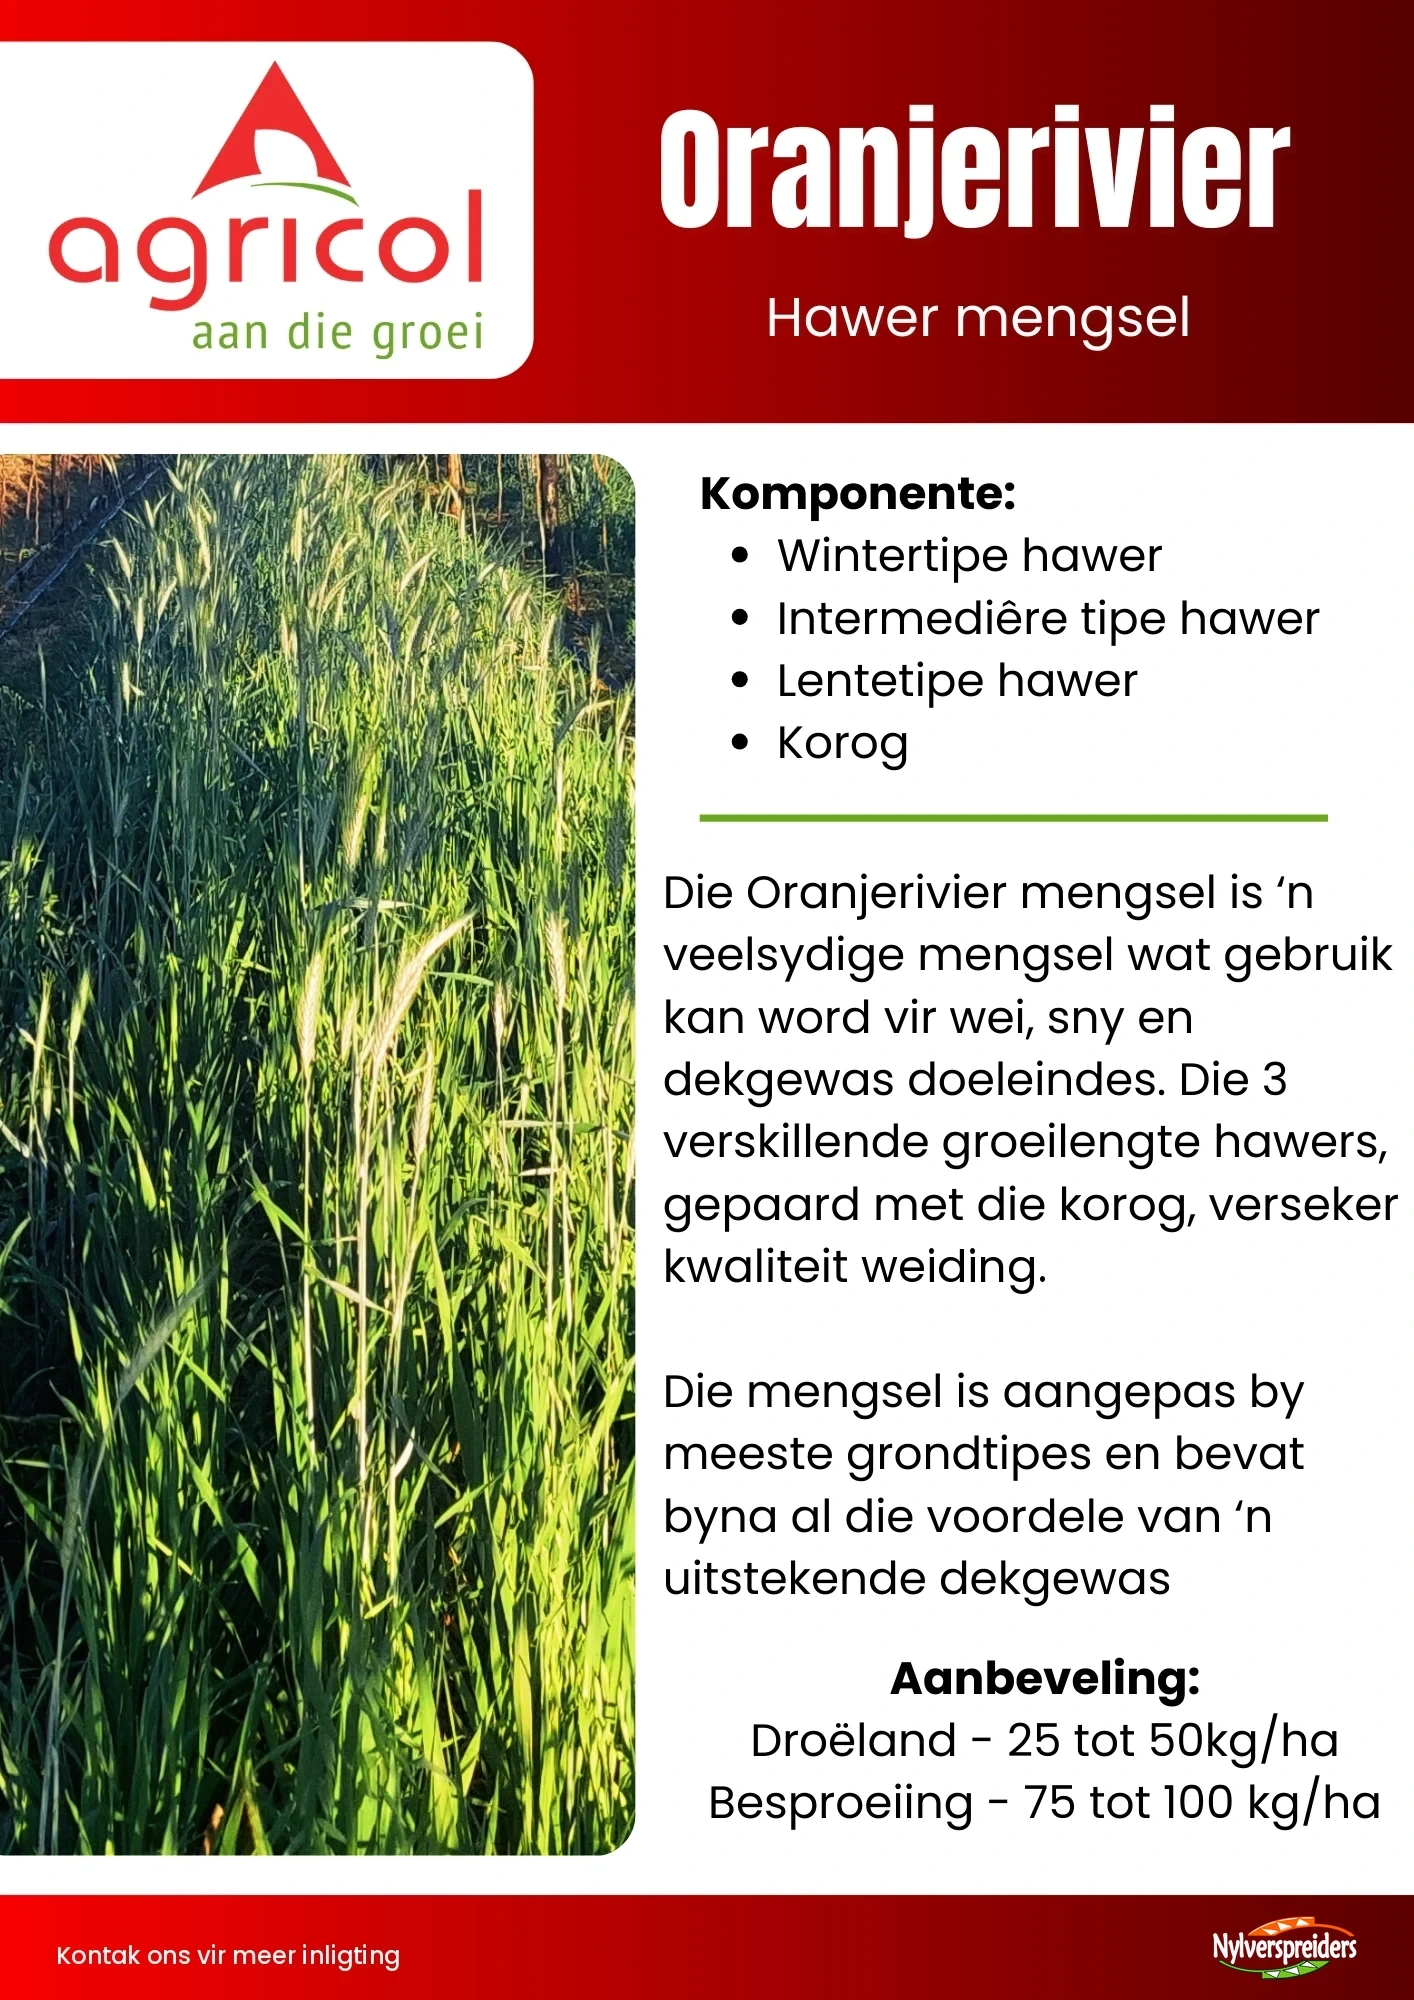 agricol
aan die groei
Oranjerivier
Hawer mengsel
Komponente:
• Wintertipe hawer
• Intermediêre tipe hawer
• Lentetipe hawer
• Korog
Die Oranjerivier mengsel is ‘n
veelsydige mengsel wat gebruik
kan word vir wei, sny en
dekgewas doeleindes. Die 3
verskillende groeilengte hawers,
gepaard met die korog, verseker
kwaliteit weiding.
Die mengsel is aangepas by
meeste grondtipes en bevat
byna al die voordele van ‘n
uitstekende dekgewas
Aanbeveling:
Droëland - 25 tot 50kg/ha
Besproeiing - 75 tot 100 kg/ha
Kontak ons vir meer inligting
Nylverspreiders